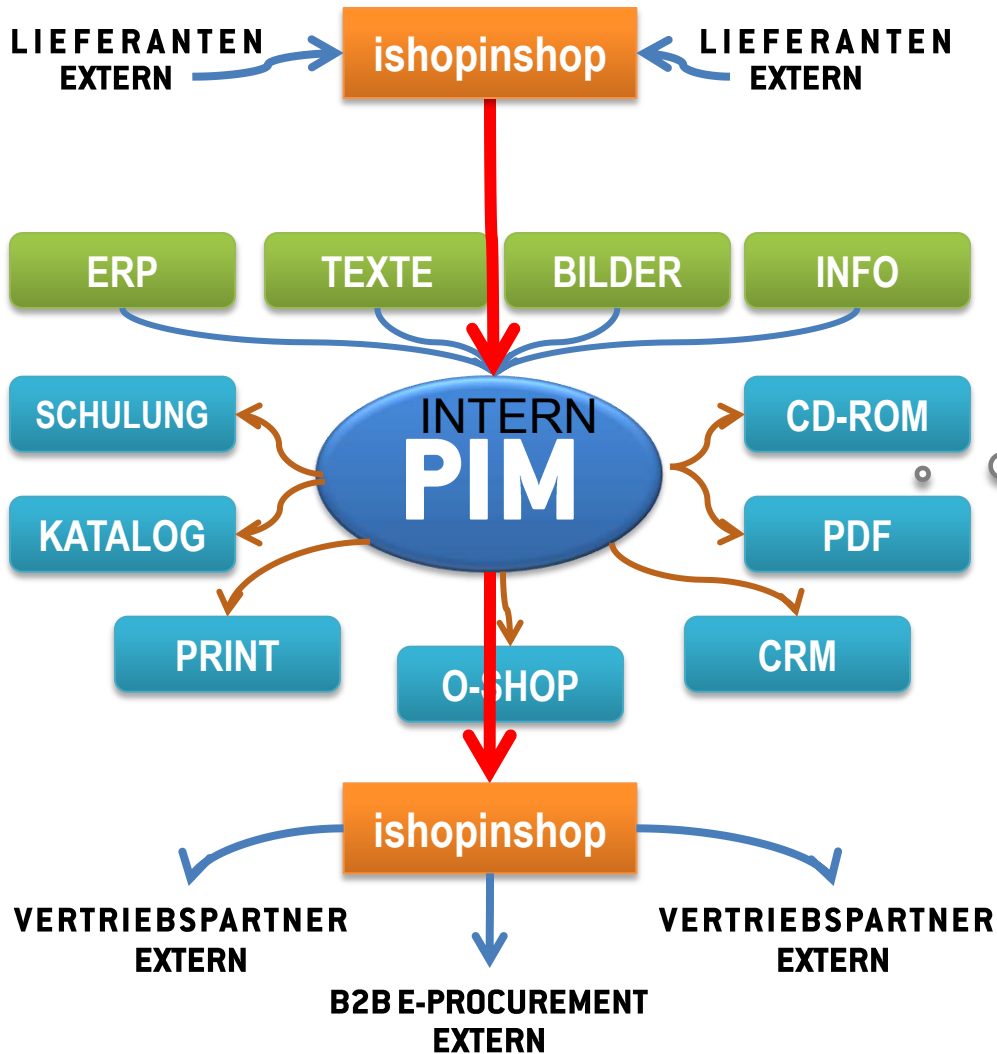 LIEFERANTEN
EXTERN
ishopinshop
LIEFERANTEN
EXTERN
ERP
TEXTE
BILDER
INFO
SCHULUNG
INTERN
PIM
CD-ROM
KATALOG
PDF
PRINT
O-SHOP
CRM
ishopinshop
VERTRIEBSPARTNER
EXTERN
VERTRIEBSPARTNER
EXTERN
B2B E-PROCUREMENT
EXTERN